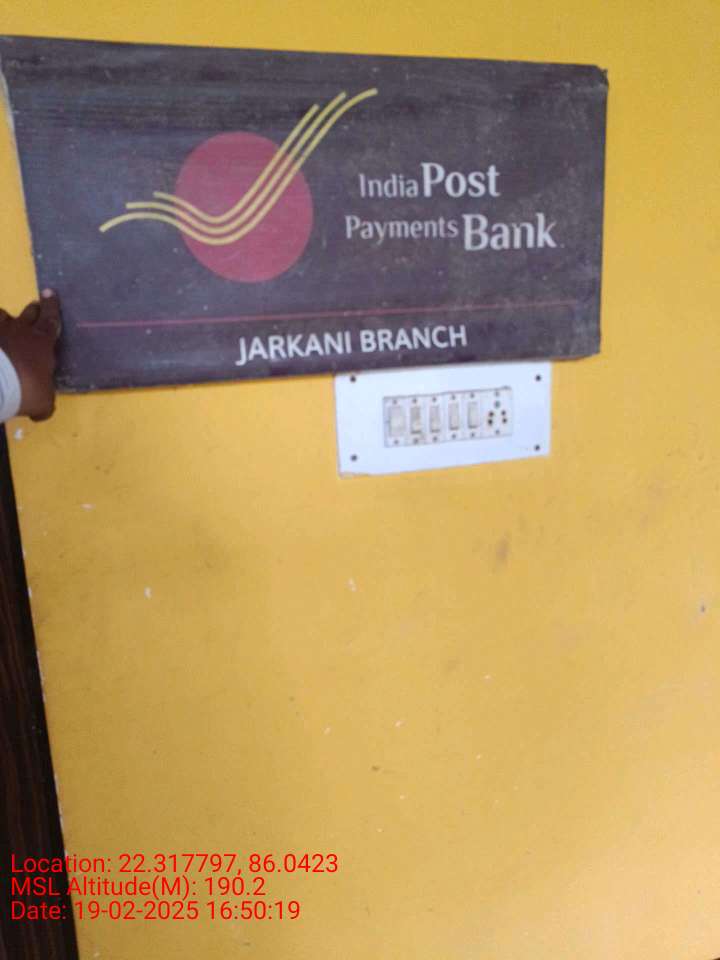 India Post
Payments Bank
JARKANI BRANCH
Location: 22.317797, 86.0423
MSL Altitude(M): 190.2
Date: 19-02-2025 16:50:19